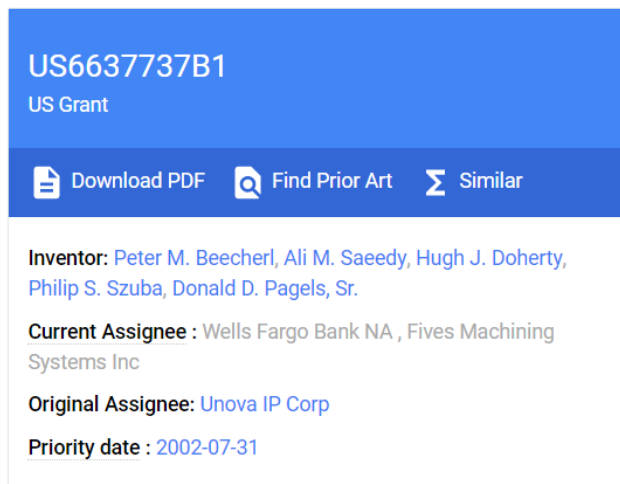 US6637737B1
US Grant
Download PDF Find Prior Art Similar
Inventor: Peter M. Beecherl, Ali M. Saeedy, Hugh J. Doherty,
Philip S. Szuba, Donald D. Pagels, Sr.
Current Assignee : Wells Fargo Bank NA , Fives Machining
Systems Inc
Original Assignee: Unova IP Corp
Priority date : 2002-07-31